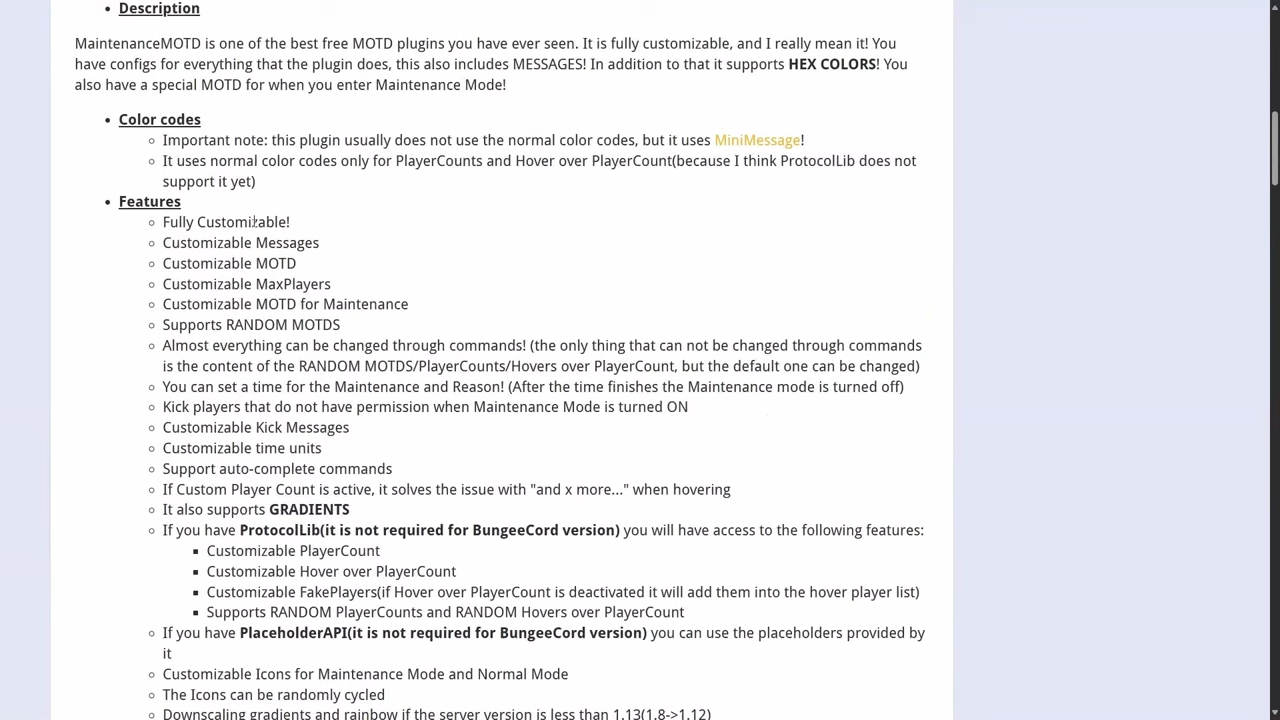 Description
MaintenanceMOTD is one of the best free MOTD plugins you have ever seen. It is fully customizable, and I really mean it! You
have configs for everything that the plugin does, this also includes MESSAGES! In addition to that it supports HEX COLORS! You
also have a special MOTD for when you enter Maintenance Mode!
Color codes
Important note: this plugin usually does not use the normal color codes, but it uses MiniMessage!
It uses normal color codes only for PlayerCounts and Hover over PlayerCount(because I think ProtocolLib does not
support it yet)
Features
Fully Customizable!
Customizable Messages
Customizable MOTD
Customizable MaxPlayers
Customizable MOTD for Maintenance
Supports RANDOM MOTDS
Almost everything can be changed through commands! (the only thing that can not be changed through commands
is the content of the RANDOM MOTDS/PlayerCounts/Hovers over PlayerCount, but the default one can be changed)
You can set a time for the Maintenance and Reason! (After the time finishes the Maintenance mode is turned off)
Kick players that do not have permission when Maintenance Mode is turned ON
Customizable Kick Messages
Customizable time units
Support auto-complete commands
If Custom Player Count is active, it solves the issue with "and x more..." when hovering
It also supports GRADIENTS
If you have ProtocolLib(it is not required for BungeeCord version) you will have access to the following features:
Customizable PlayerCount
Customizable Hover over PlayerCount
Customizable FakePlayers(if Hover over PlayerCount is deactivated it will add them into the hover player list)
Supports RANDOM PlayerCounts and RANDOM Hovers over PlayerCount
If you have PlaceholderAPI(it is not required for BungeeCord version) you can use the placeholders provided by
it
Customizable Icons for Maintenance Mode and Normal Mode
The Icons can be randomly cycled
Downscaling gradients and rainbow if the server version is less than 1.13(1.8->1.12)